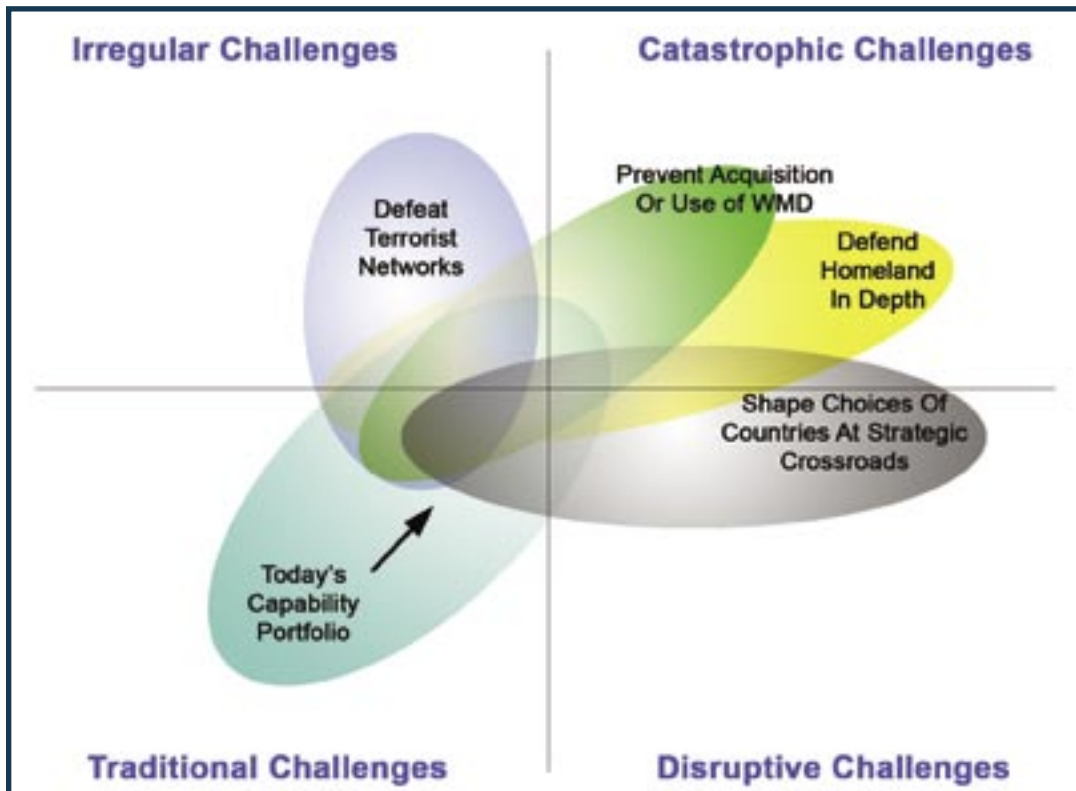 Irregular Challenges
Catastrophic Challenges
Defeat
Terrorist
Networks
Prevent Acquisition
Or Use of WMD
Defend
Homeland
In Depth
Shape Choices Of
Countries At Strategic
Crossroads
Today's
Capability
Portfolio
Traditional Challenges
Disruptive Challenges